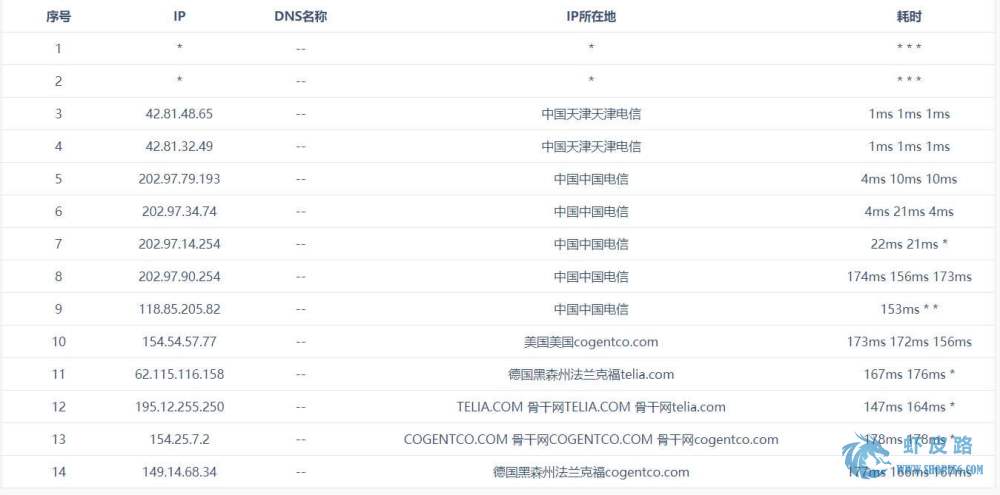 序号 IP DNS名称 IP所在地 耗时
1 * -- * * * *
2 * -- * * * *
3 42.81.48.65 -- 中国天津天津电信 1ms 1ms 1ms
4 42.81.32.49 -- 中国天津天津电信 1ms 1ms 1ms
5 202.97.79.193 -- 中国中国电信 4ms 10ms 10ms
6 202.97.34.74 -- 中国中国电信 4ms 21ms 4ms
7 202.97.14.254 -- 中国中国电信 22ms 21ms *
8 202.97.90.254 -- 中国中国电信 174ms 156ms 173ms
9 118.85.205.82 -- 中国中国电信 153ms * *
10 154.54.57.77 -- 美国美国cogentco.com 173ms 172ms 156ms
11 62.115.116.158 -- 德国黑森州法兰克福telia.com 167ms 176ms *
12 195.12.255.250 -- TELIA.COM 骨干网TELIA.COM 骨干网telia.com 147ms 164ms *
13 154.25.7.2 -- COGENTCO.COM 骨干网COGENTCO.COM 骨干网cogentco.com 178ms 178ms *
14 149.14.68.34 -- 德国黑森州法兰克福cogentco.com 177ms 166ms 167ms
虾皮路